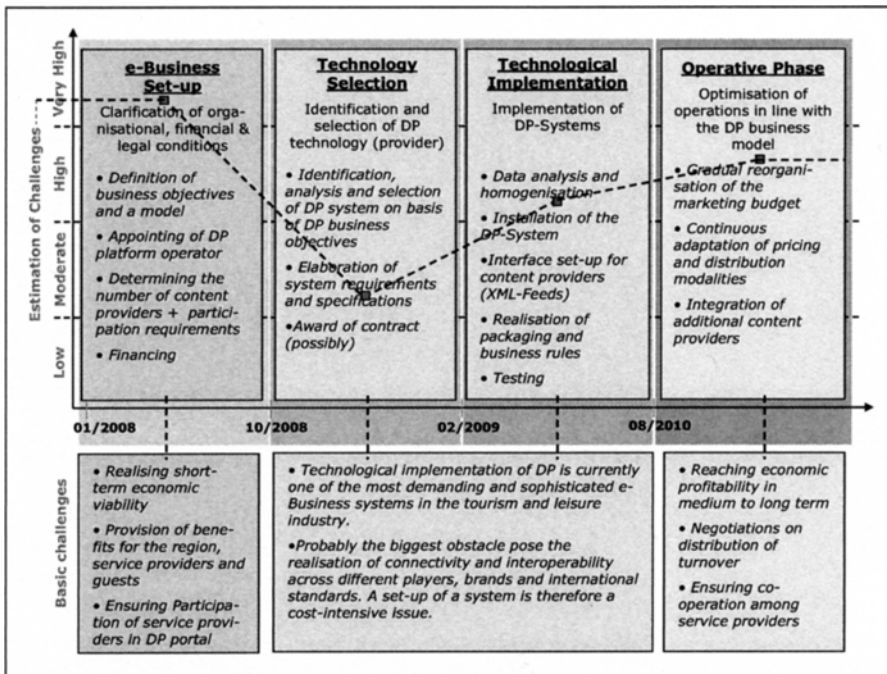 Estimation of Challenges
Very High
High
Moderate
Low
e-Business
Set-up
Clarification of orga-
nisational, financial &
legal conditions
• Definition of
business objectives
and a model
• Appointing of DP
platform operator
• Determining the
number of content
providers + partici-
pation requirements
• Financing
Technology
Selection
Identification and
selection of DP
technology (provider)
• Identification,
analysis and selection
of DP system on basis
of DP business
objectives
• Elaboration of
system requirements
and specifications
•Award of contract
(possibly)
Technological
Implementation
Implementation of
DP-Systems
• Data analysis and
homogenisation
• Installation of the
DP-System
•Interface set-up for
content providers
(XML-Feeds)
• Realisation of
packaging and
business rules
• Testing
Operative Phase
Optimisation of
operations in line with
the DP business
model
• Gradual reorgani-
sation of the
marketing budget
• Continuous
adaptation of pricing
and distribution
modalities
• Integration of
additional content
providers
01/2008
10/2008
02/2009
08/2010
Basic challenges
• Realising short-
term economic
viability
• Provision of bene-
fits for the region,
service providers and
guests
• Ensuring Participa-
tion of service provi-
ders in DP portal
• Technological implementation of DP is currently
one of the most demanding and sophisticated e-
Business systems in the tourism and leisure
industry.
•Probably the biggest obstacle pose the
realisation of connectivity and interoperability
across different players, brands and international
standards. A set-up of a system is therefore a
cost-intensive issue.
• Reaching economic
profitability in
medium to long term
• Negotiations on
distribution of
turnover
• Ensuring co-
operation among
service providers